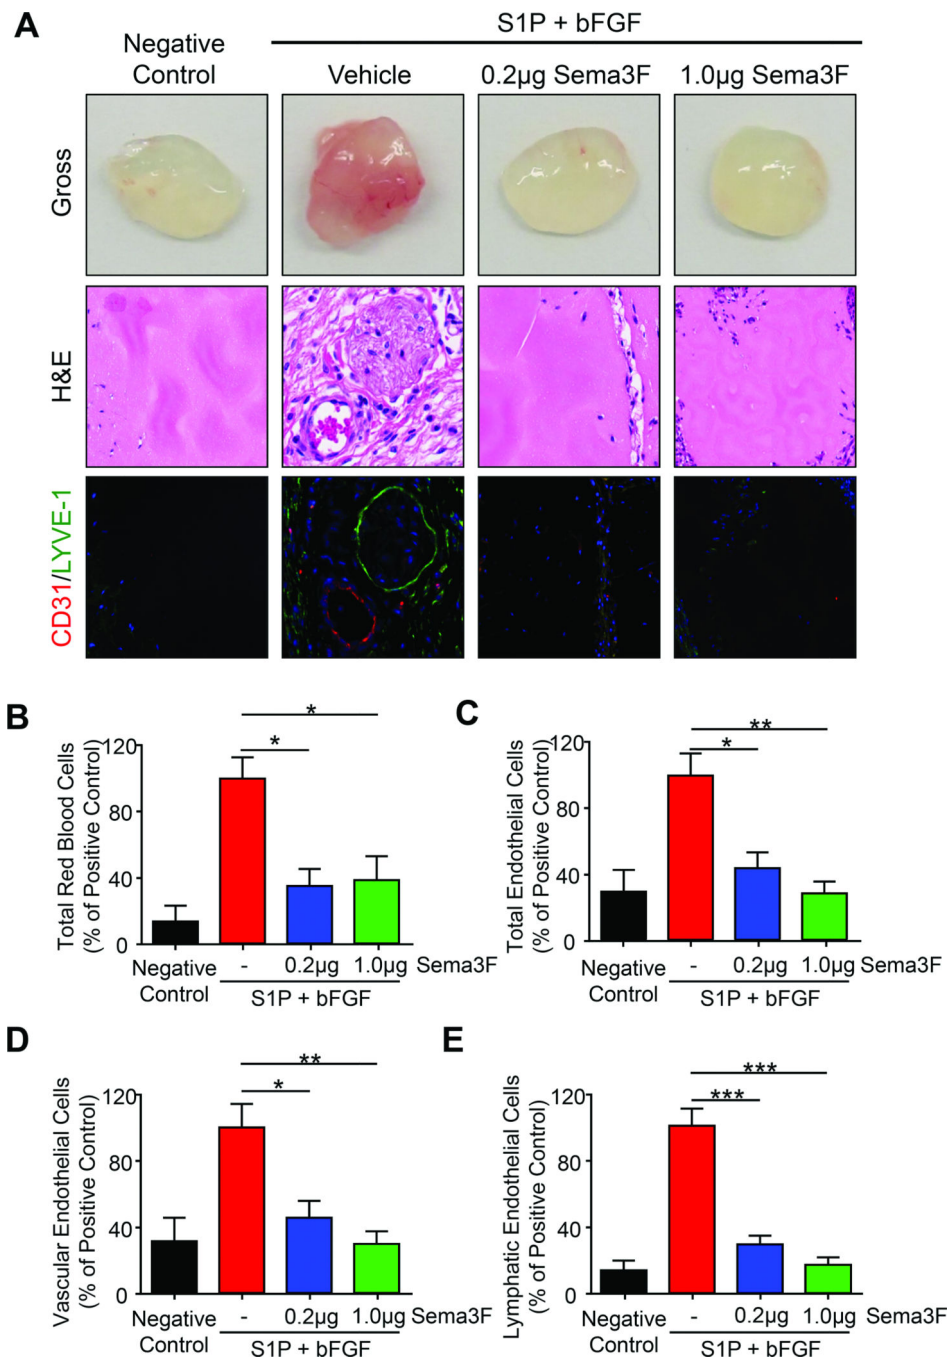 A
S1P + bFGF
Negative
Control
Vehicle
0.2µg Sema3F
1.0µg Sema3F
Gross
H&E
CD31/LYVE-1
B
Total Red Blood Cells
(% of Positive Control)
120
80
40
0
*
*
Negative
Control
-
0.2µg
1.0µg
Sema3F
S1P + bFGF
C
Total Endothelial Cells
(% of Positive Control)
120
80
40
0
**
*
Negative
Control
-
0.2µg
1.0µg
Sema3F
S1P + bFGF
D
Vascular Endothelial Cells
(% of Positive Control)
120
80
40
0
**
*
Negative
Control
-
0.2µg
1.0µg
Sema3F
S1P + bFGF
E
Lymphatic Endothelial Cells
(% of Positive Control)
120
80
40
0
***
***
Negative
Control
-
0.2µg
1.0µg
Sema3F
S1P + bFGF